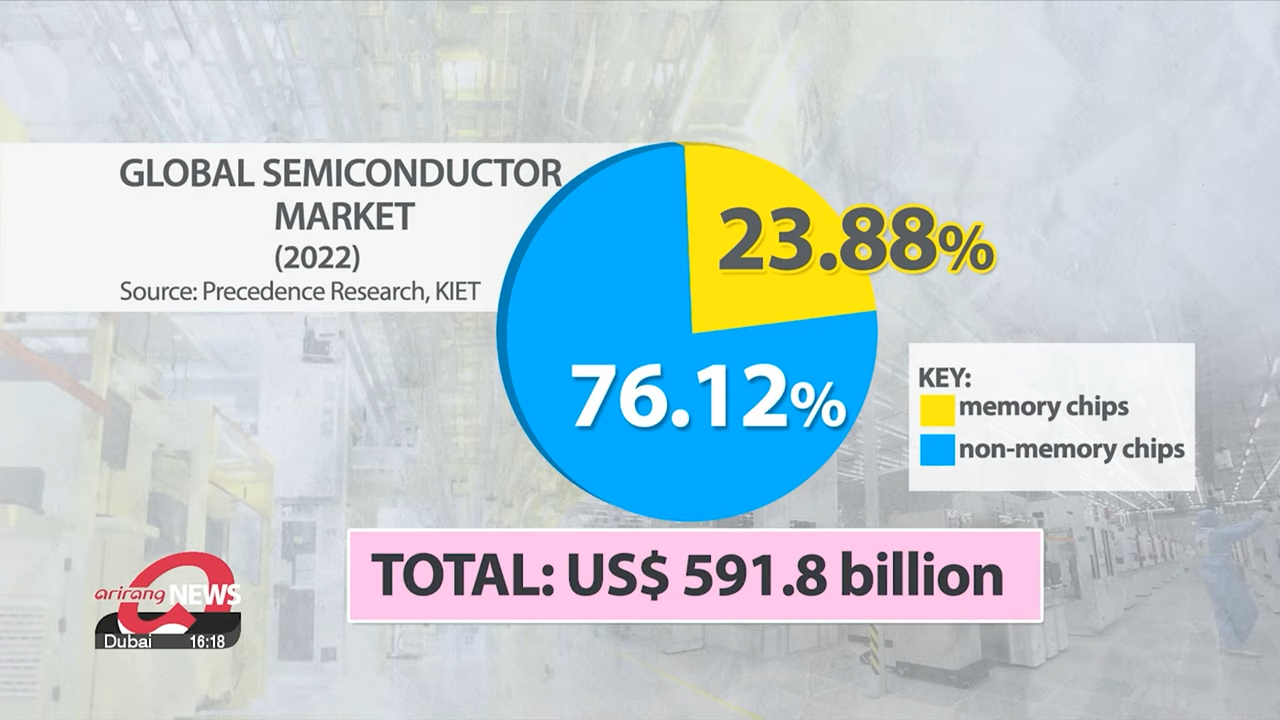 GLOBAL SEMICONDUCTOR
MARKET
(2022)
Source: Precedence Research, KIET
23.88%
76.12%
KEY:
memory chips
non-memory chips
TOTAL: US$ 591.8 billion
arirang NEWS
Dubai 16:18